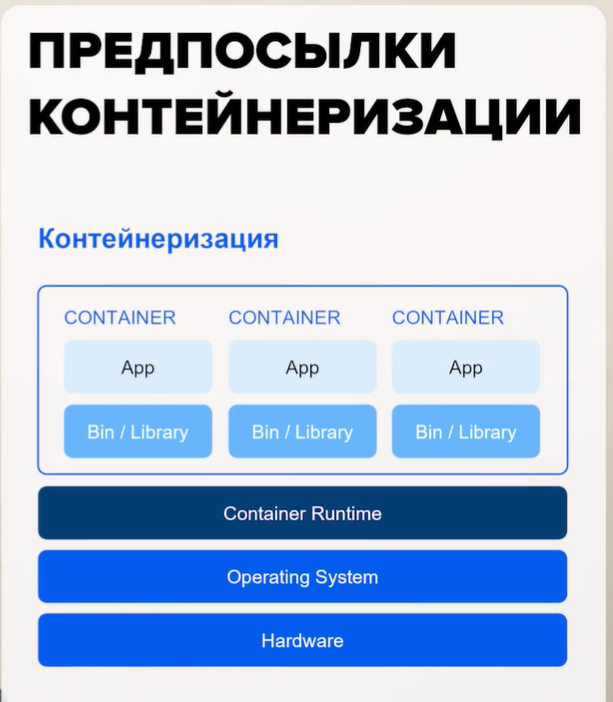 ПРЕДПОСЫЛКИ
КОНТЕЙНЕРИЗАЦИИ
Контейнеризация
CONTAINER CONTAINER CONTAINER
App App App
Bin / Library Bin / Library Bin / Library
Container Runtime
Operating System
Hardware